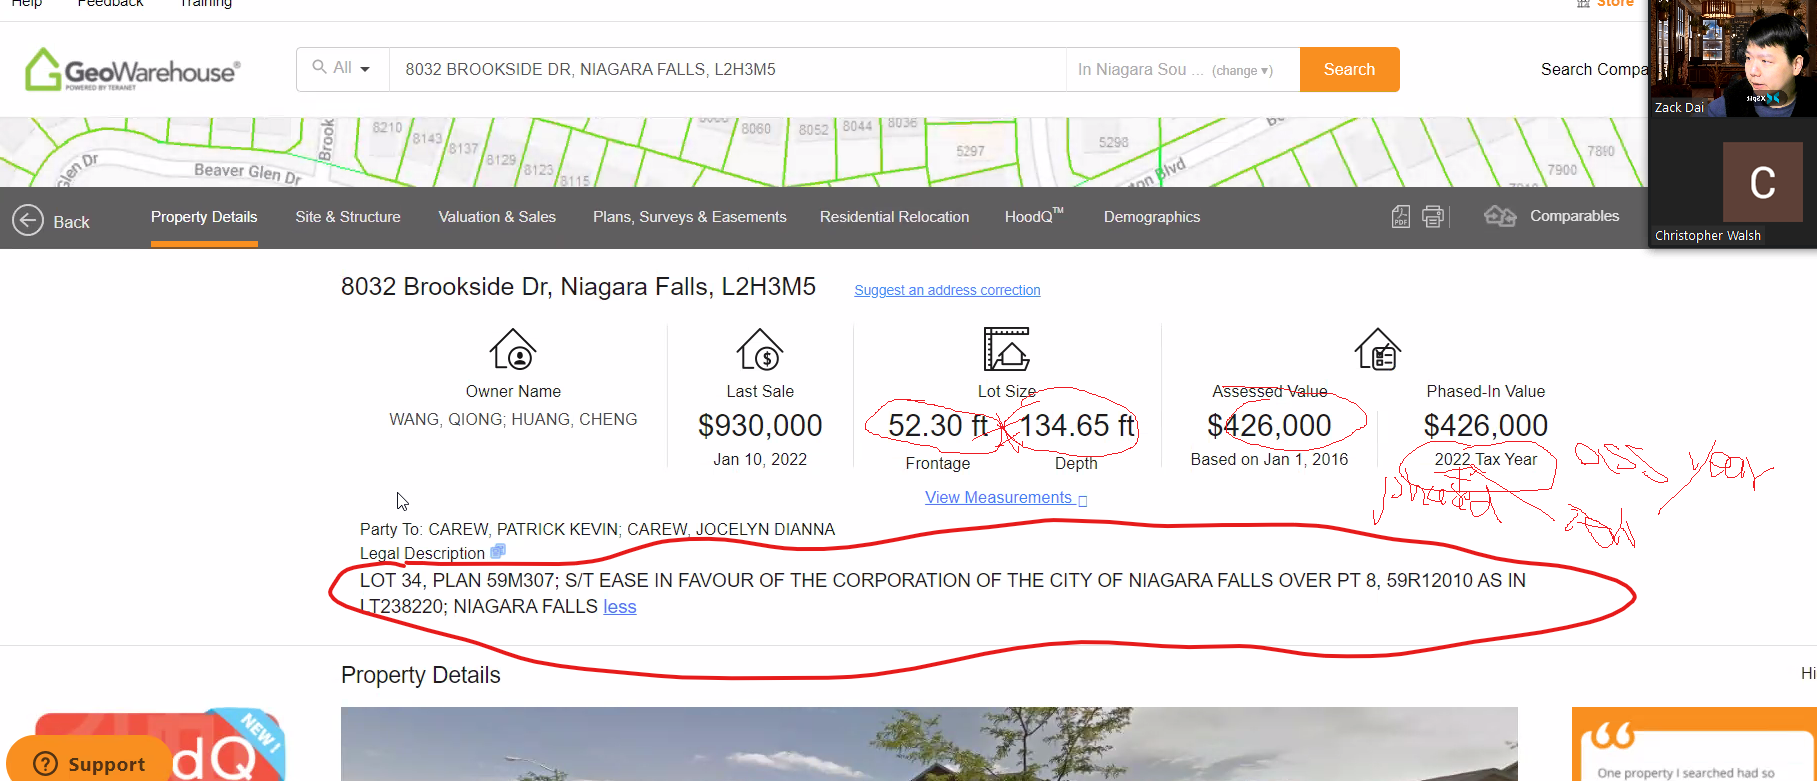 Help Feedback Training Store
GeoWarehouse®
POWERED BY TERANET
All 8032 BROOKSIDE DR, NIAGARA FALLS, L2H3M5 In Niagara Sou ... (change ▾) Search Search Compa
Zack Dai
C
Christopher Walsh
8210 8143 8137 8129 8123 8115 8060 8052 8044 8036 5297 5298 7900
Beaver Glen Dr
Brook
Glen Dr
ton Blvd
Back Property Details Site & Structure Valuation & Sales Plans, Surveys & Easements Residential Relocation HoodQ™ Demographics PDF Comparables
8032 Brookside Dr, Niagara Falls, L2H3M5 Suggest an address correction
Owner Name Last Sale Lot Size Assessed Value Phased-In Value
WANG, QIONG; HUANG, CHENG $930,000 52.30 ft 134.65 ft $426,000 $426,000
Jan 10, 2022 Frontage Depth Based on Jan 1, 2016 2022 Tax Year
year
phased
View Measurements
Party To: CAREW, PATRICK KEVIN; CAREW, JOCELYN DIANNA
Legal Description
LOT 34, PLAN 59M307; S/T EASE IN FAVOUR OF THE CORPORATION OF THE CITY OF NIAGARA FALLS OVER PT 8, 59R12010 AS IN
LT238220; NIAGARA FALLS less
Property Details Hi
NEW!
dQ
Support
One property I searched had so